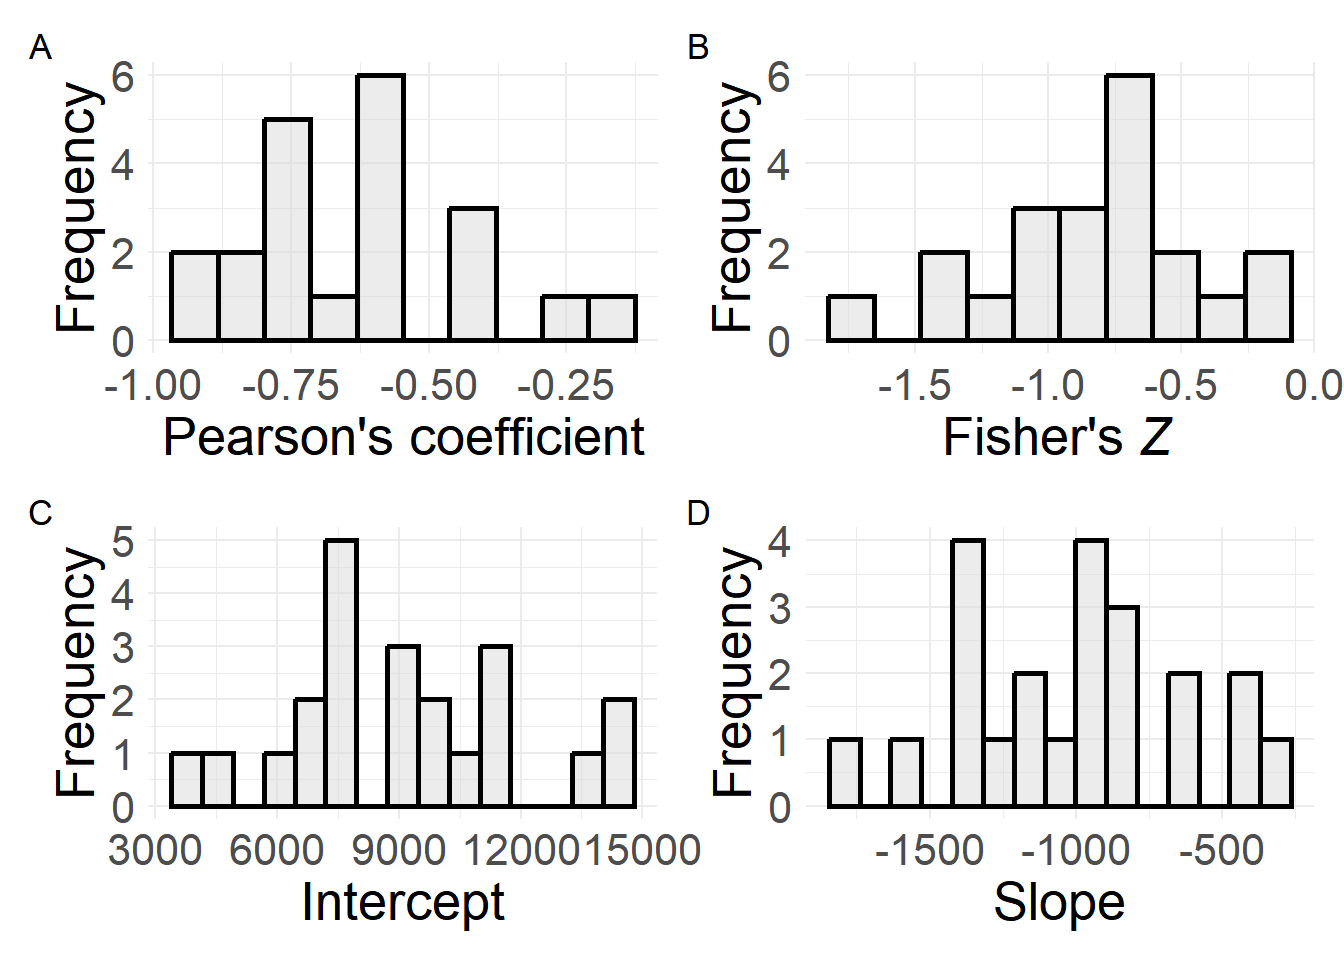 A
Frequency
6
4
2
0
-1.00 -0.75 -0.50 -0.25
Pearson's coefficient
B
Frequency
6
4
2
0
-1.5 -1.0 -0.5 0.0
Fisher's Z
C
Frequency
5
4
3
2
1
0
3000 6000 9000 12000 15000
Intercept
D
Frequency
4
3
2
1
0
-1500 -1000 -500
Slope